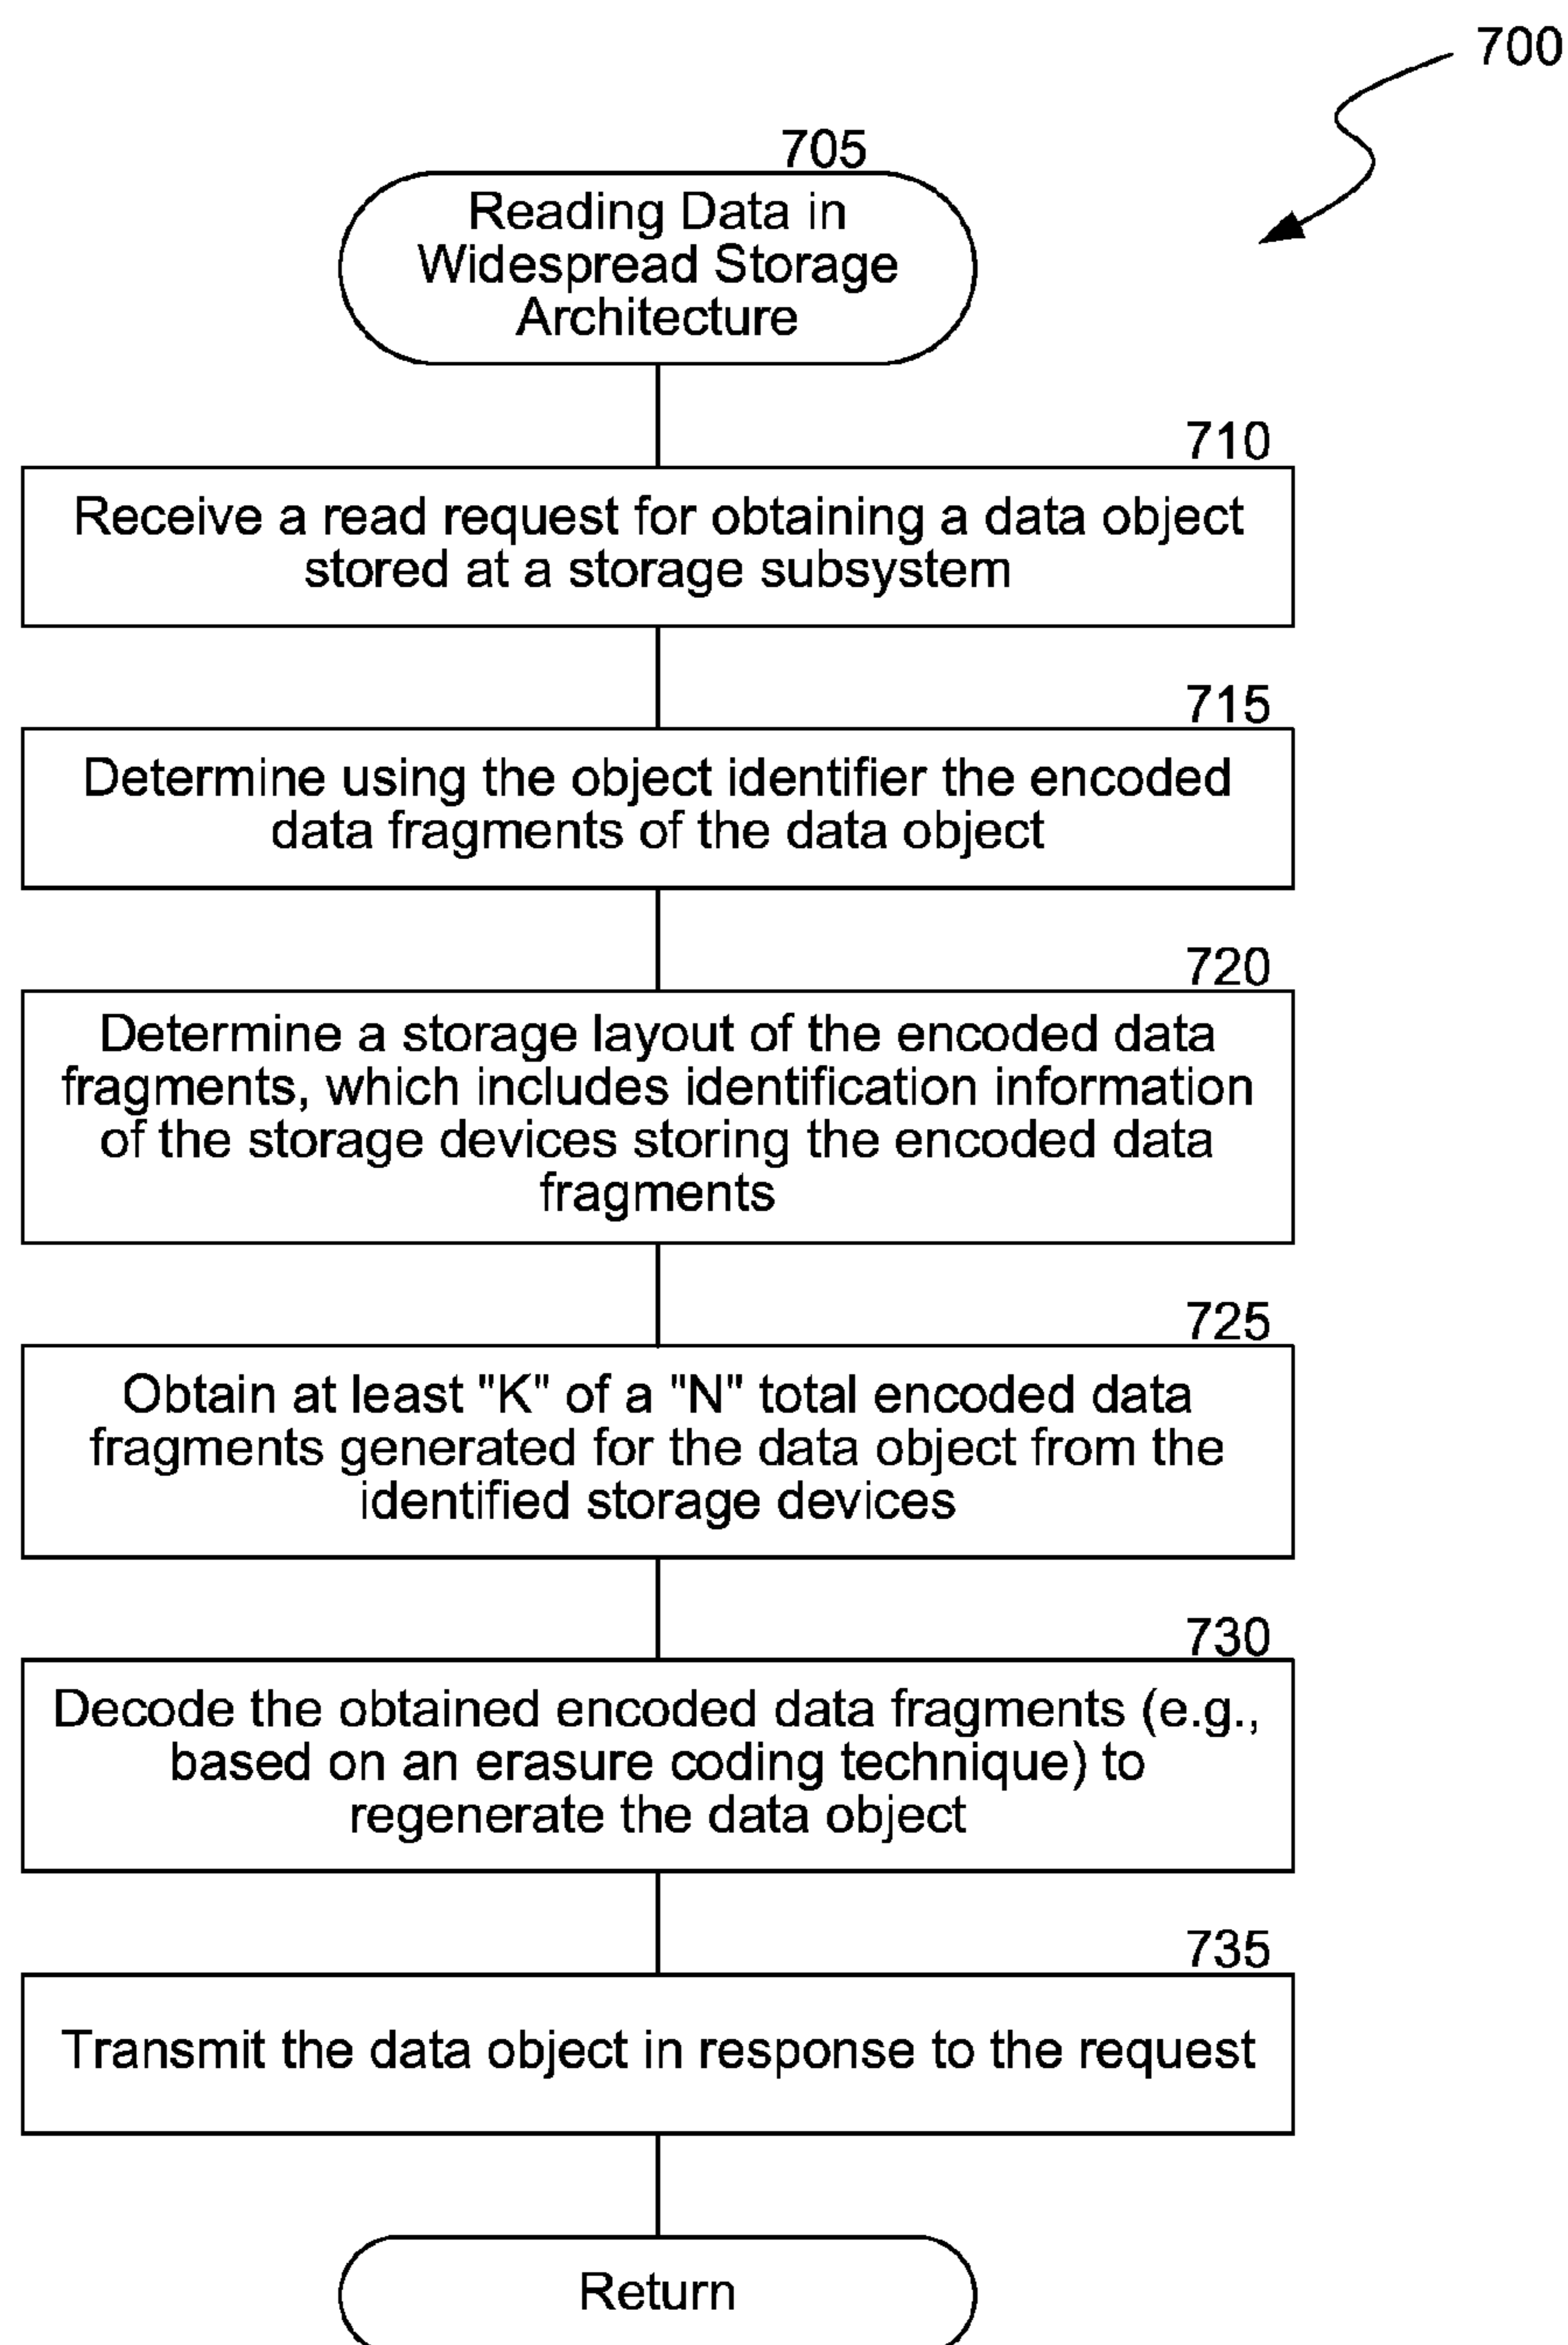 700
705
Reading Data in
Widespread Storage
Architecture
710
Receive a read request for obtaining a data object
stored at a storage subsystem
715
Determine using the object identifier the encoded
data fragments of the data object
720
Determine a storage layout of the encoded data
fragments, which includes identification information
of the storage devices storing the encoded data
fragments
725
Obtain at least "K" of a "N" total encoded data
fragments generated for the data object from the
identified storage devices
730
Decode the obtained encoded data fragments (e.g.,
based on an erasure coding technique) to
regenerate the data object
735
Transmit the data object in response to the request
Return